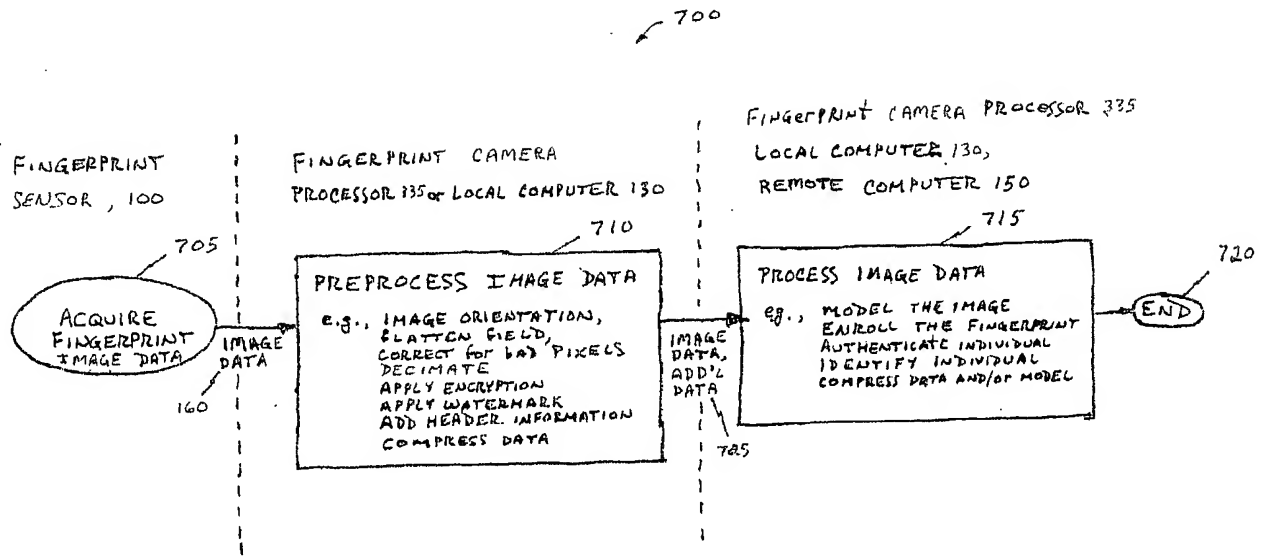 700
FINGERPRINT
SENSOR, 100
FINGERPRINT CAMERA
PROCESSOR 335 or LOCAL COMPUTER 130
FINGERPRINT CAMERA PROCESSOR 335
LOCAL COMPUTER 130,
REMOTE COMPUTER 150
705
ACQUIRE
FINGERPRINT
IMAGE DATA
IMAGE
DATA
160
710
PREPROCESS IMAGE DATA
e.g., IMAGE ORIENTATION,
FLATTEN FIELD,
CORRECT for bAD PIXELS
DECIMATE
APPLY ENCRYPTION
APPLY WATERMARK
ADD HEADER INFORMATION
COMPRESS DATA
IMAGE
DATA,
ADD'L
DATA
725
715
PROCESS IMAGE DATA
eg., MODEL THE IMAGE
ENROLL THE FINGERPRINT
AUTHENTICATE INDIVIDUAL
IDENTIFY INDIVIDUAL
COMPRESS DATA AND/OR MODEL
720
END